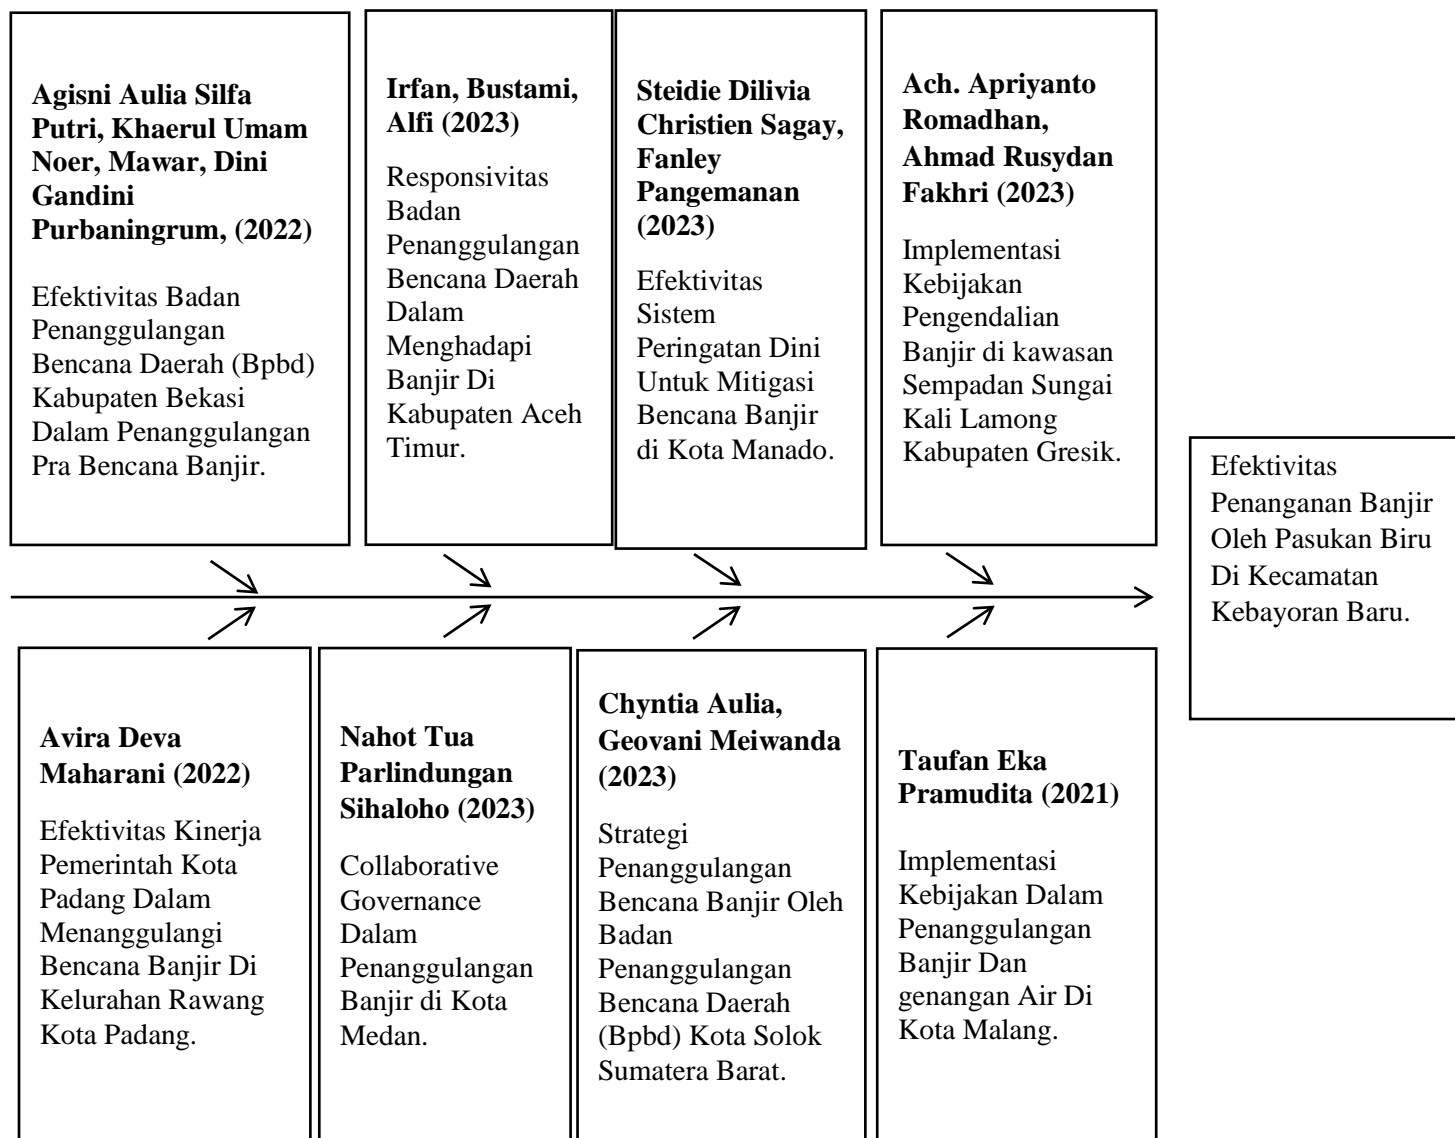 Agisni Aulia Silfa
Putri, Khaerul Umam
Noer, Mawar, Dini
Gandini
Purbaningrum, (2022)
Efektivitas Badan
Penanggulangan
Bencana Daerah (Bpbd)
Kabupaten Bekasi
Dalam Penanggulangan
Pra Bencana Banjir.
Irfan, Bustami,
Alfi (2023)
Responsivitas
Badan
Penanggulangan
Bencana Daerah
Dalam
Menghadapi
Banjir Di
Kabupaten Aceh
Timur.
Steidie Dilivia
Christien Sagay,
Fanley
Pangemanan
(2023)
Efektivitas
Sistem
Peringatan Dini
Untuk Mitigasi
Bencana Banjir
di Kota Manado.
Ach. Apriyanto
Romadhan,
Ahmad Rusydan
Fakhri (2023)
Implementasi
Kebijakan
Pengendalian
Banjir di kawasan
Sempadan Sungai
Kali Lamong
Kabupaten Gresik.
Efektivitas
Penanganan Banjir
Oleh Pasukan Biru
Di Kecamatan
Kebayoran Baru.
Avira Deva
Maharani (2022)
Efektivitas Kinerja
Pemerintah Kota
Padang Dalam
Menanggulangi
Bencana Banjir Di
Kelurahan Rawang
Kota Padang.
Nahot Tua
Parlindungan
Sihaloho (2023)
Collaborative
Governance
Dalam
Penanggulangan
Banjir di Kota
Medan.
Chyntia Aulia,
Geovani Meiwanda
(2023)
Strategi
Penanggulangan
Bencana Banjir Oleh
Badan
Penanggulangan
Bencana Daerah
(Bpbd) Kota Solok
Sumatera Barat.
Taufan Eka
Pramudita (2021)
Implementasi
Kebijakan Dalam
Penanggulangan
Banjir Dan
genangan Air Di
Kota Malang.